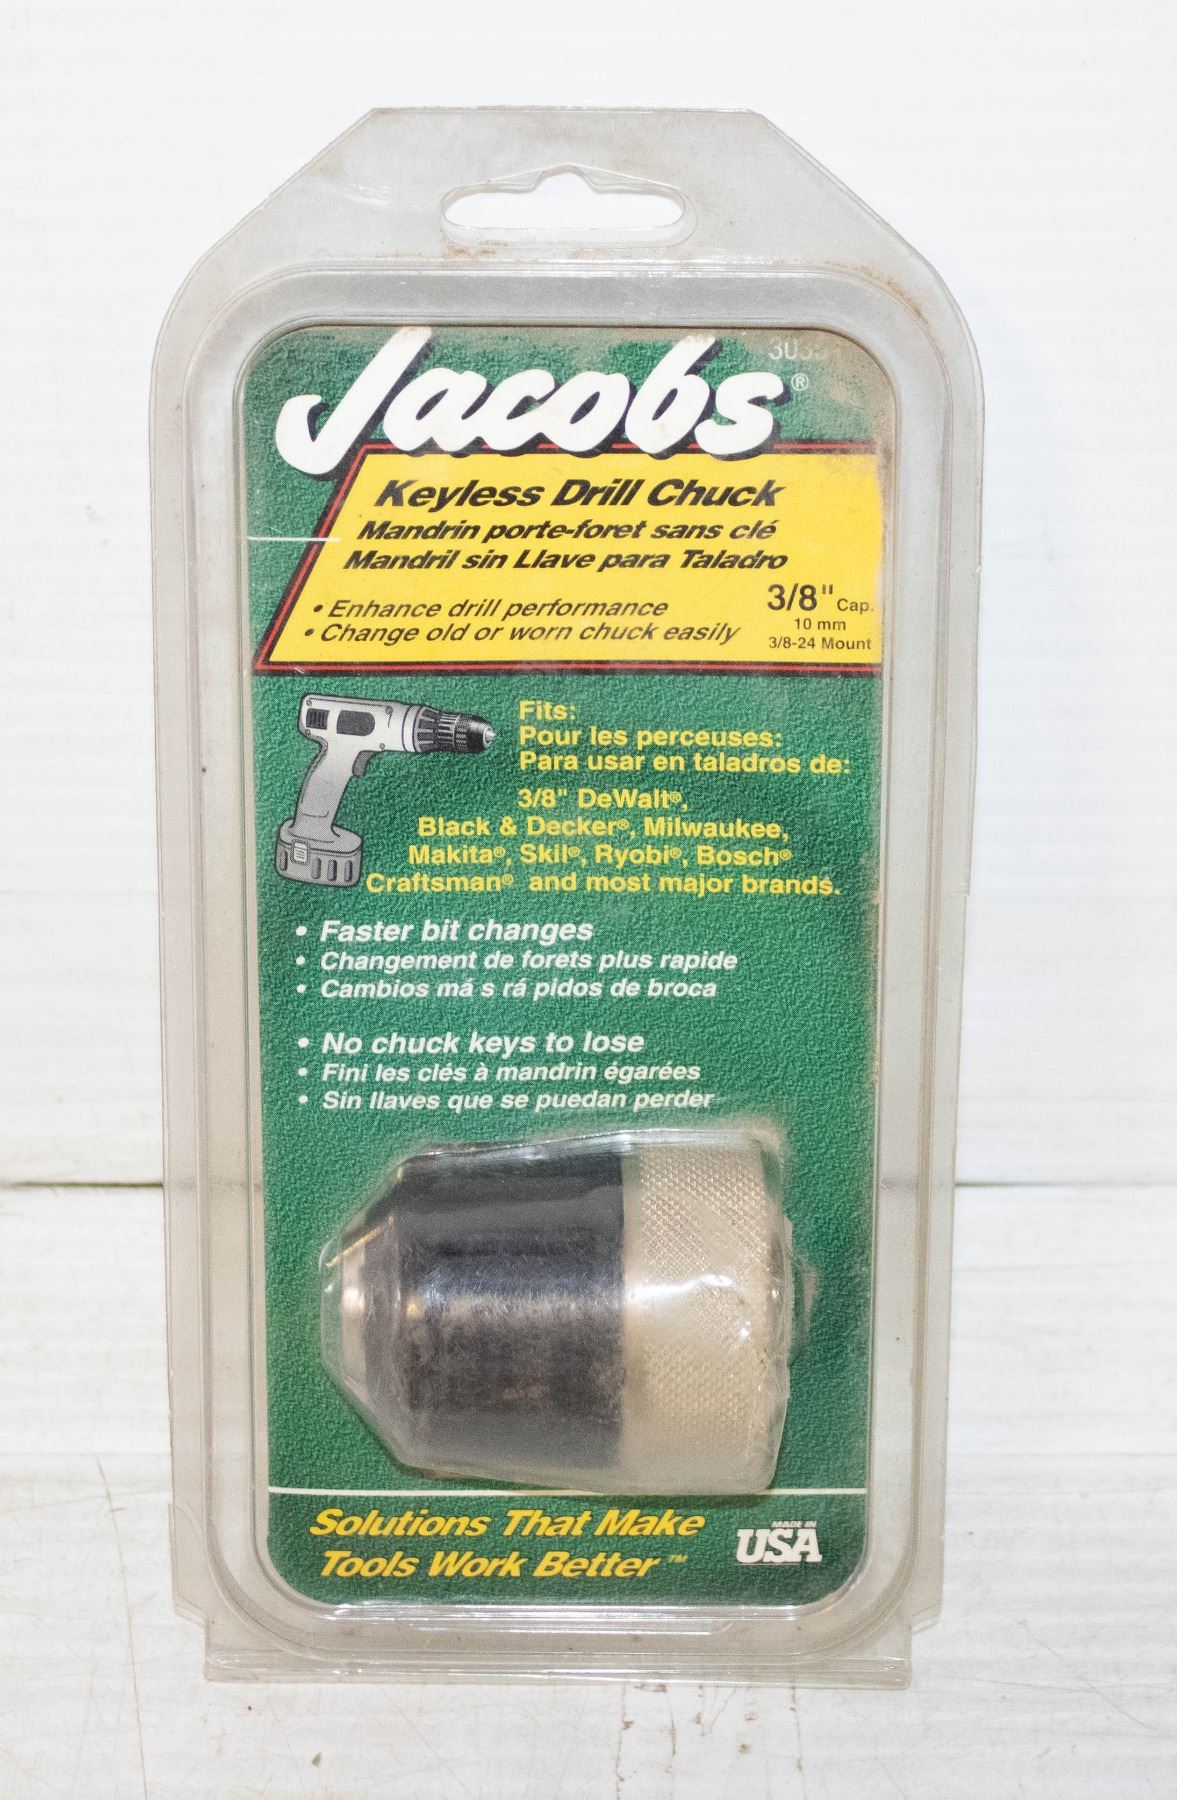 Jacobs®
Keyless Drill Chuck
Mandrin porte-foret sans clé
Mandril sin Llave para Taladro
• Enhance drill performance
• Change old or worn chuck easily
3/8" Cap.
10 mm
3/8-24 Mount
Fits:
Pour les perceuses:
Para usar en taladros de:
3/8" DeWalt®,
Black & Decker®, Milwaukee,
Makita®, Skil®, Ryobi®, Bosch®
Craftsman® and most major brands.
• Faster bit changes
• Changement de forets plus rapide
• Cambios má s rá pidos de broca
• No chuck keys to lose
• Fini les clés à mandrin égarées
• Sin llaves que se puedan perder
Solutions That Make
Tools Work Better™
MADE IN
USA